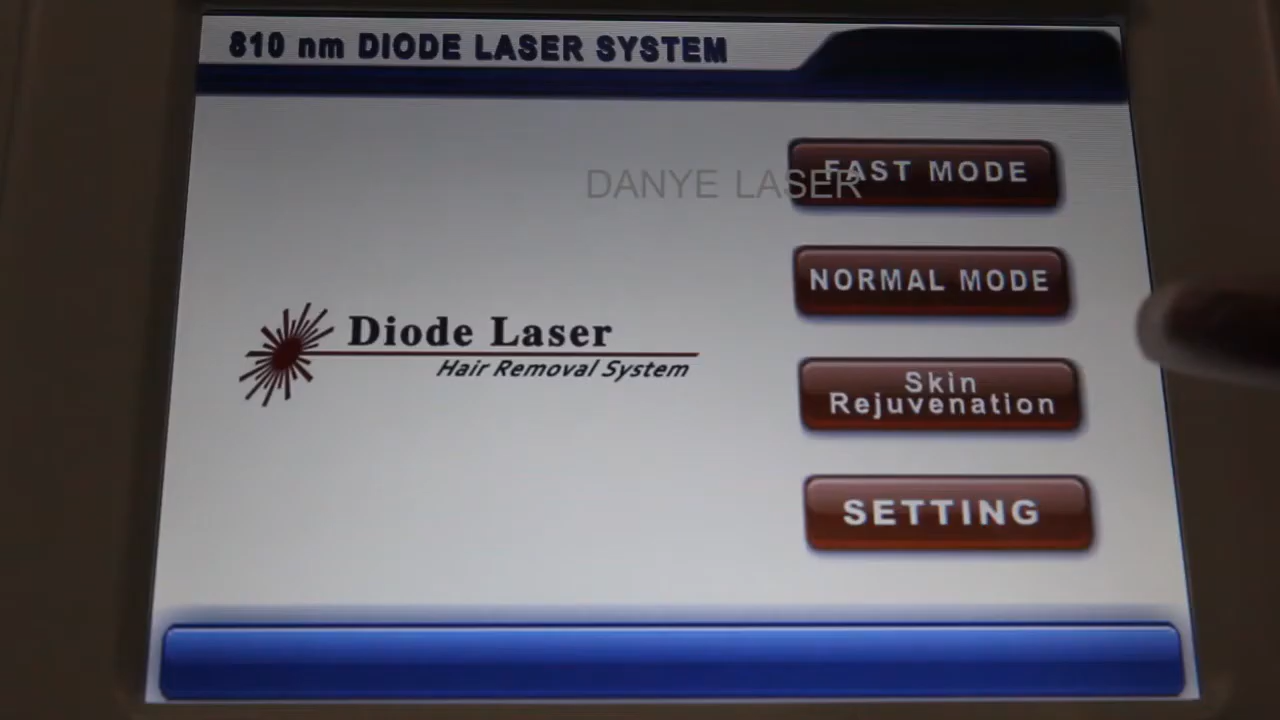 810 nm DIODE LASER SYSTEM
FAST MODE
DANYE LASER
NORMAL MODE
Diode Laser
Hair Removal System
Skin
Rejuvenation
SETTING